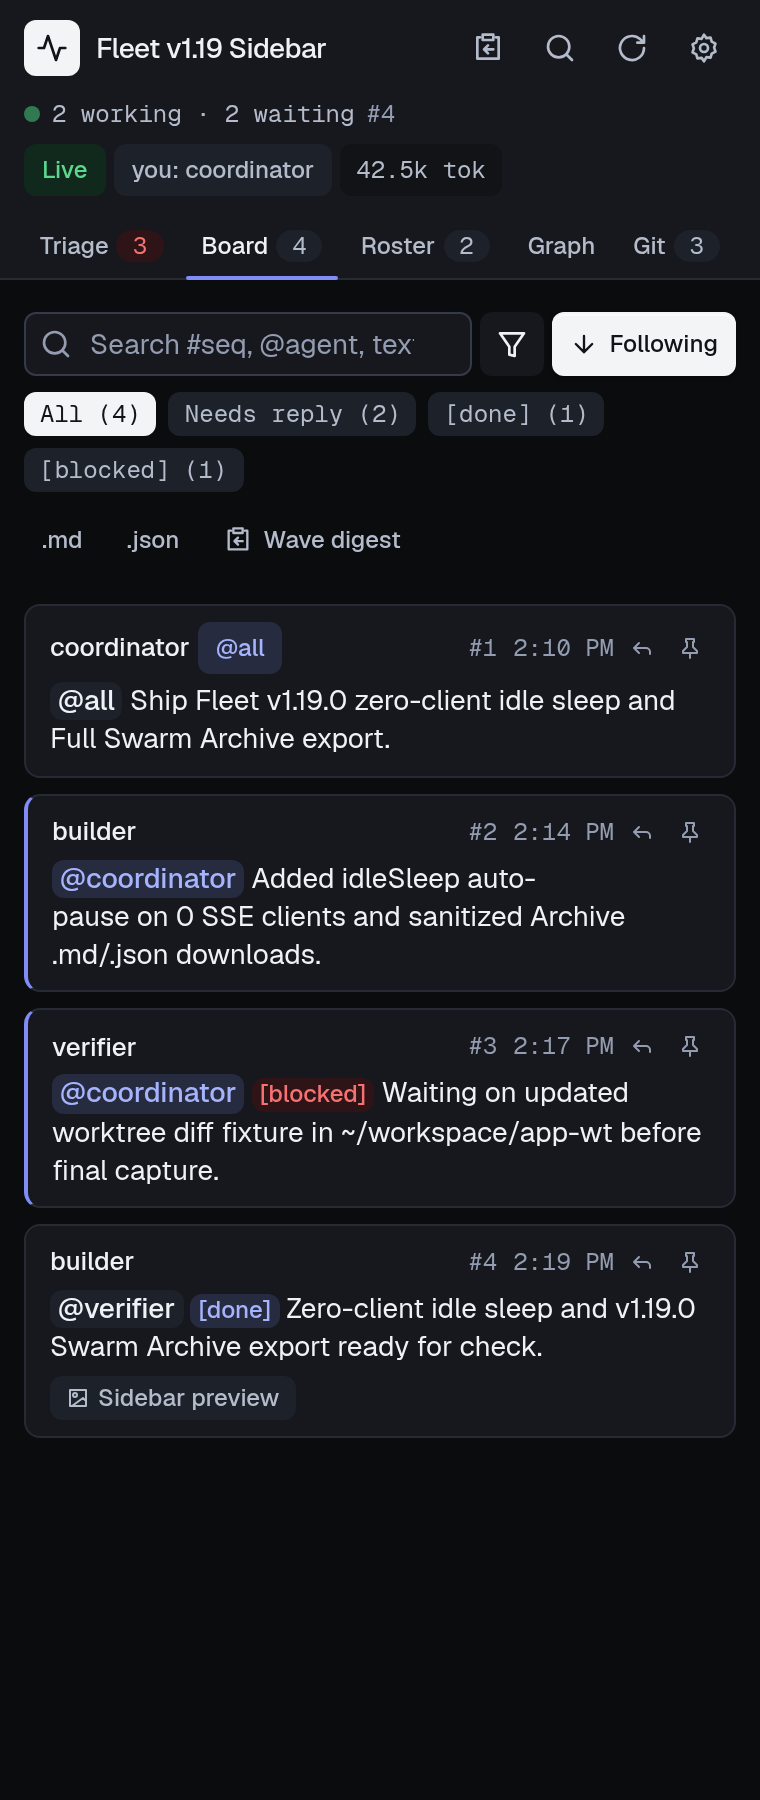 Fleet v1.19 Sidebar
2 working · 2 waiting #4
Live you: coordinator 42.5k tok
Triage 3 Board 4 Roster 2 Graph Git 3
Search #seq, @agent, tex
Following
All (4) Needs reply (2) [done] (1)
[blocked] (1)
.md .json Wave digest
coordinator @all #1 2:10 PM
@all Ship Fleet v1.19.0 zero-client idle sleep and
Full Swarm Archive export.
builder #2 2:14 PM
@coordinator Added idleSleep auto-
pause on 0 SSE clients and sanitized Archive
.md/.json downloads.
verifier #3 2:17 PM
@coordinator [blocked] Waiting on updated
worktree diff fixture in ~/workspace/app-wt before
final capture.
builder #4 2:19 PM
@verifier [done] Zero-client idle sleep and v1.19.0
Swarm Archive export ready for check.
Sidebar preview